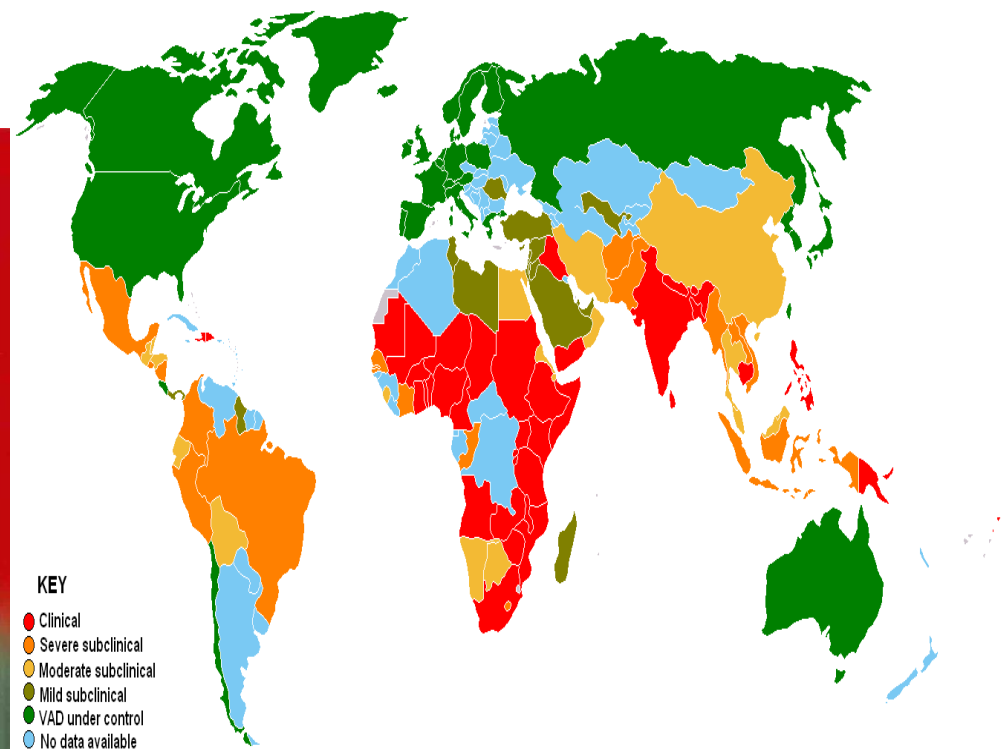 KEY
Clinical
Severe subclinical
Moderate subclinical
Mild subclinical
VAD under control
No data available